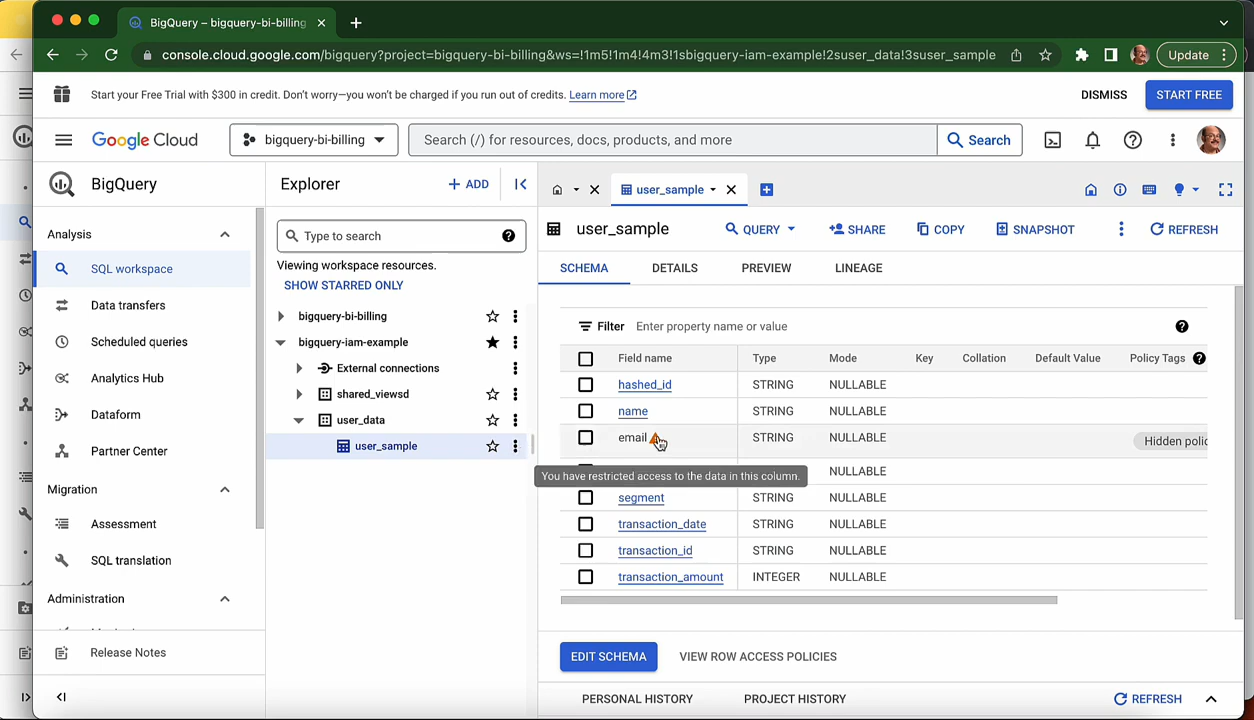 BigQuery – bigquery-bi-billing
console.cloud.google.com/bigquery?project=bigquery-bi-billing&ws=!1m5!1m4!4m3!1sbigquery-iam-example!2suser_data!3suser_sample
Update
Start your Free Trial with $300 in credit. Don't worry—you won't be charged if you run out of credits. Learn more
DISMISS
START FREE
Google Cloud
bigquery-bi-billing
Search (/) for resources, docs, products, and more
Search
BigQuery
Analysis
SQL workspace
Data transfers
Scheduled queries
Analytics Hub
Dataform
Partner Center
Migration
Assessment
SQL translation
Administration
Release Notes
Explorer
+ ADD
Type to search
Viewing workspace resources.
SHOW STARRED ONLY
bigquery-bi-billing
bigquery-iam-example
External connections
shared_viewsd
user_data
user_sample
user_sample
user_sample
QUERY
SHARE
COPY
SNAPSHOT
REFRESH
SCHEMA DETAILS PREVIEW LINEAGE
Filter Enter property name or value
Field name Type Mode Key Collation Default Value Policy Tags
hashed_id STRING NULLABLE
name STRING NULLABLE
email STRING NULLABLE Hidden polic
You have restricted access to the data in this column.
NULLABLE
segment STRING NULLABLE
transaction_date STRING NULLABLE
transaction_id STRING NULLABLE
transaction_amount INTEGER NULLABLE
EDIT SCHEMA
VIEW ROW ACCESS POLICIES
PERSONAL HISTORY
PROJECT HISTORY
REFRESH